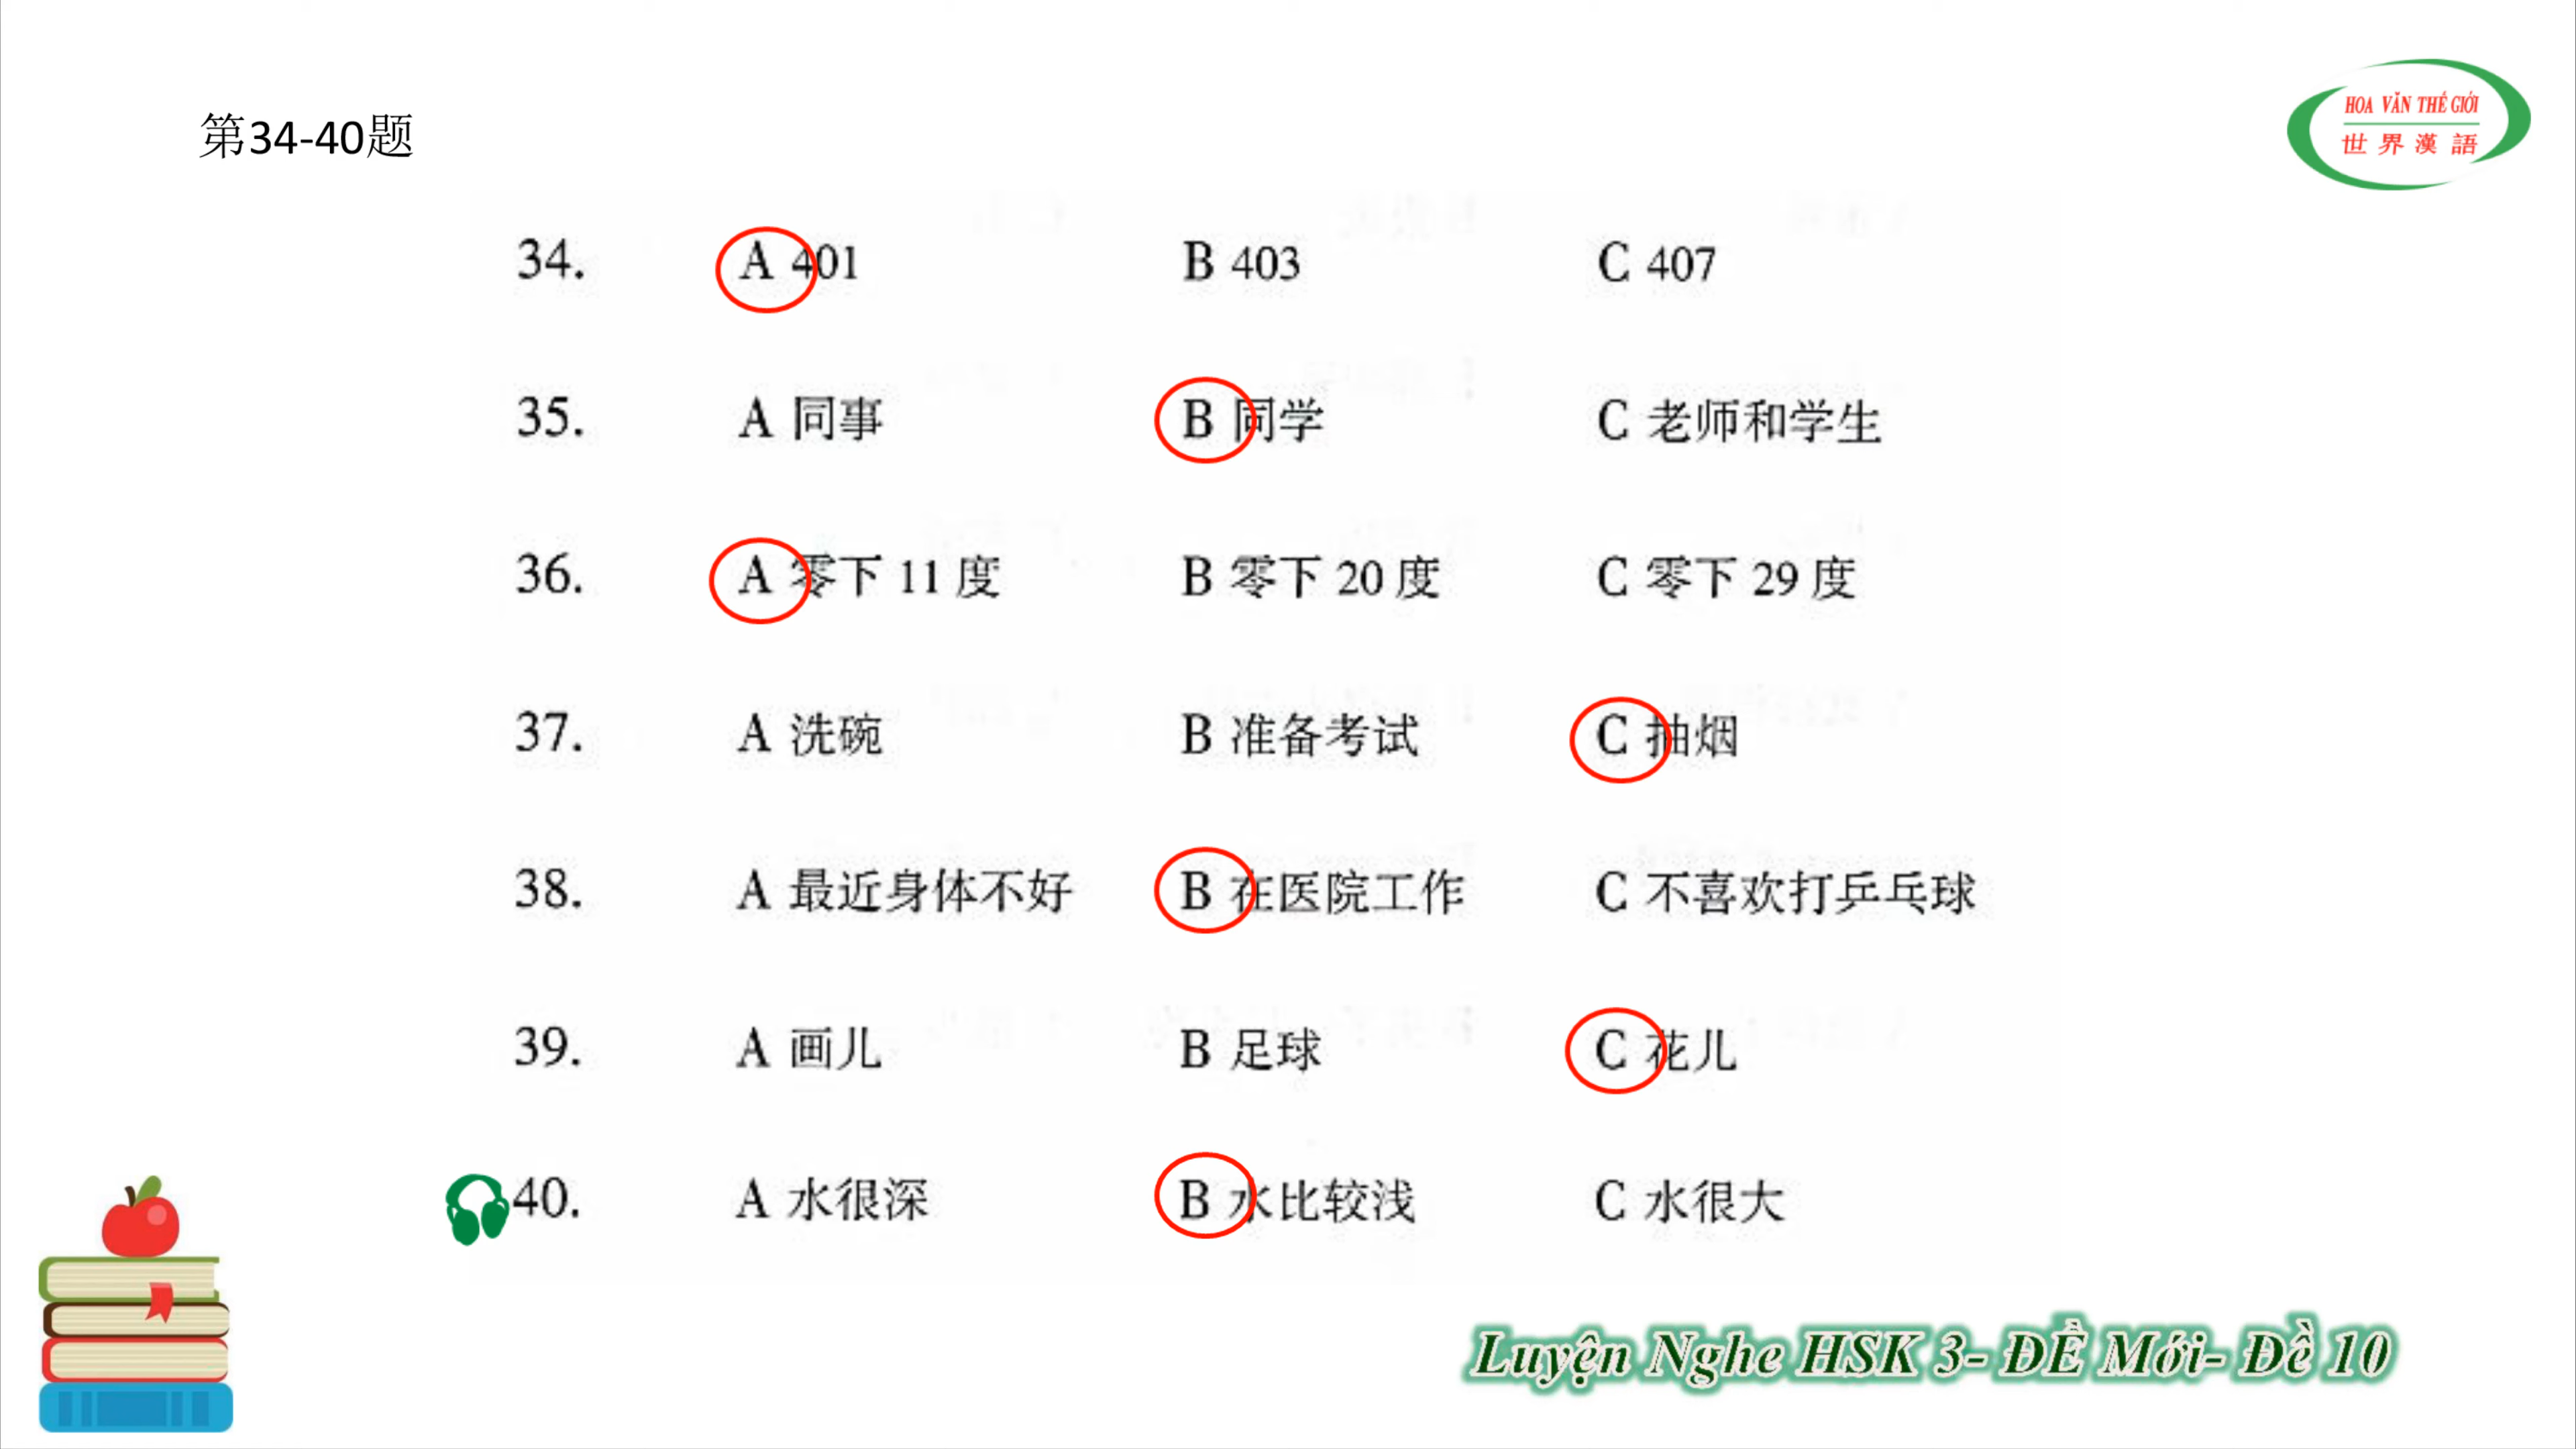 第34-40题
HOA VĂN THẾ GIỚI
世界漢語
34. A 401 B 403 C 407
35. A 同事 B 同学 C 老师和学生
36. A 零下 11 度 B 零下 20 度 C 零下 29 度
37. A 洗碗 B 准备考试 C 抽烟
38. A 最近身体不好 B 在医院工作 C 不喜欢打乒乓球
39. A 画儿 B 足球 C 花儿
40. A 水很深 B 水比较浅 C 水很大
Luyện Nghe HSK 3- ĐỀ Mới- Đề 10